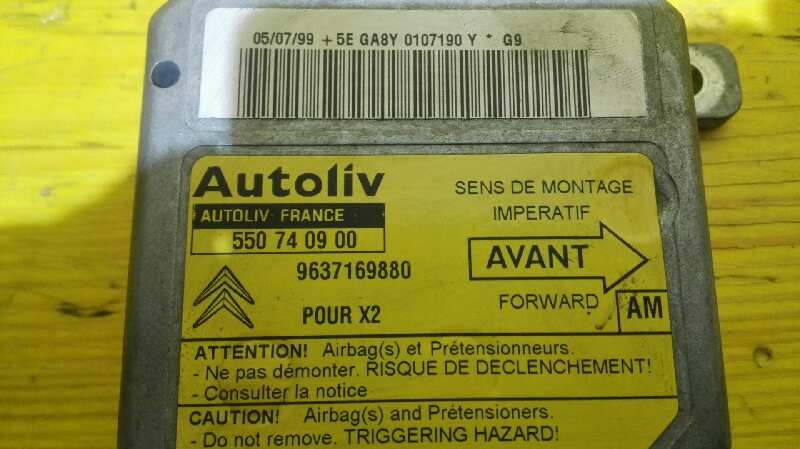 05/07/99 + 5E GA8Y 0107190 Y * G9
Autoliv
AUTOLIV FRANCE
550 74 09 00
9637169880
POUR X2
SENS DE MONTAGE
IMPERATIF
AVANT
FORWARD
AM
ATTENTION! Airbag(s) et Prétensionneurs.
- Ne pas démonter. RISQUE DE DECLENCHEMENT!
- Consulter la notice
CAUTION! Airbag(s) and Prétensioners.
- Do not remove. TRIGGERING HAZARD!